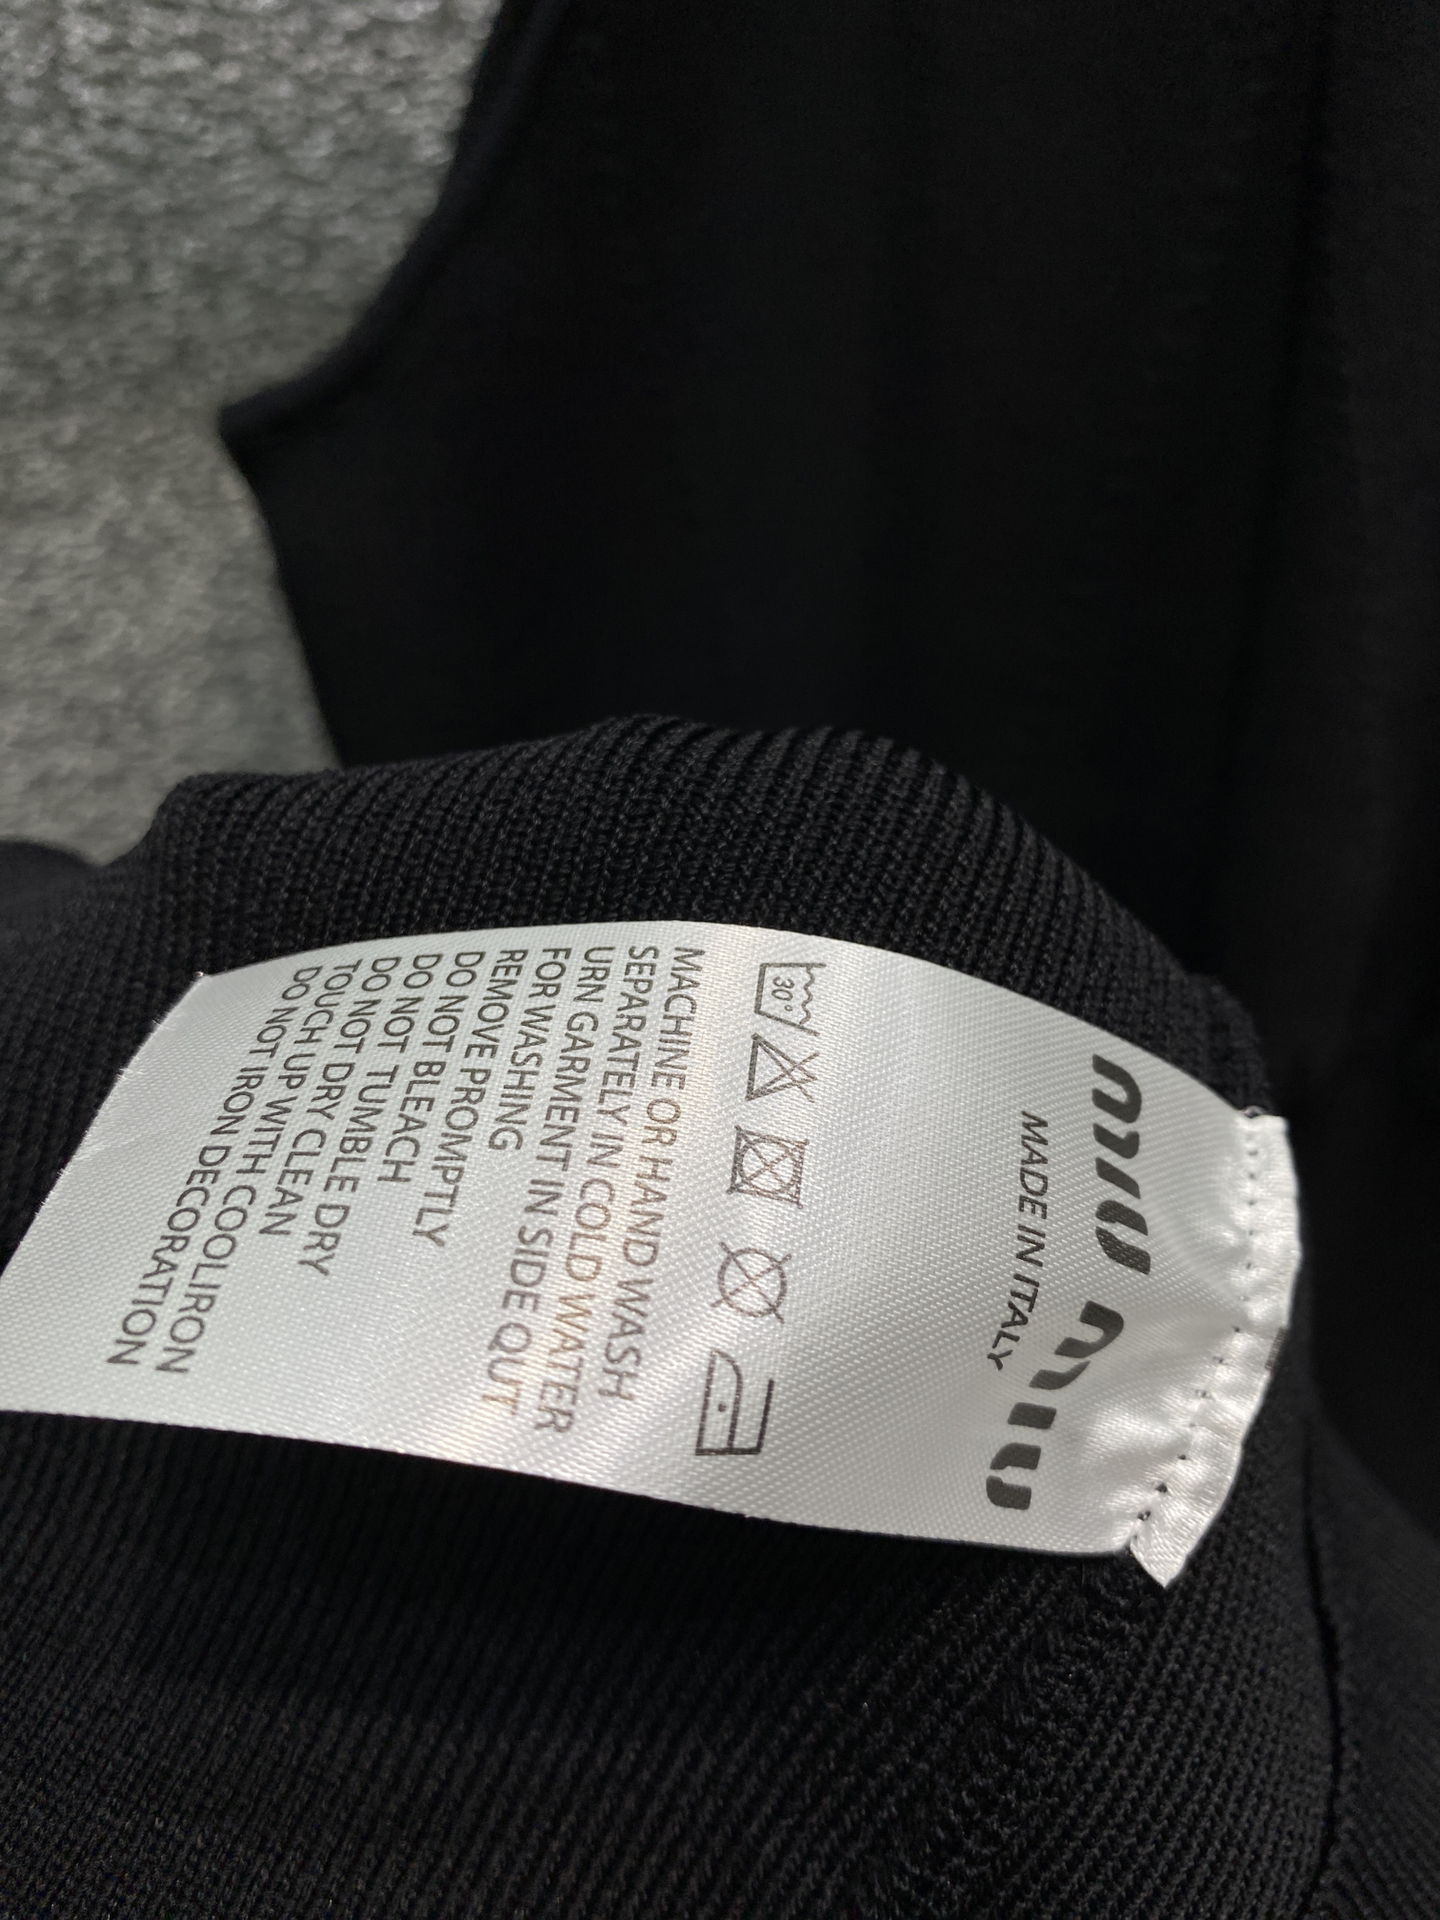 miu miu
MADE IN ITALY
30°
MACHINE OR HAND WASH
SEPARATELY IN COLD WATER
URN GARMENT IN SIDE QUT
FOR WASHING
REMOVE PROMPTLY
DO NOT BLEACH
DO NOT TUMBLE DRY
DO NOT DRY CLEAN
TOUCH UP WITH COOLIRON
DO NOT IRON DECORATION